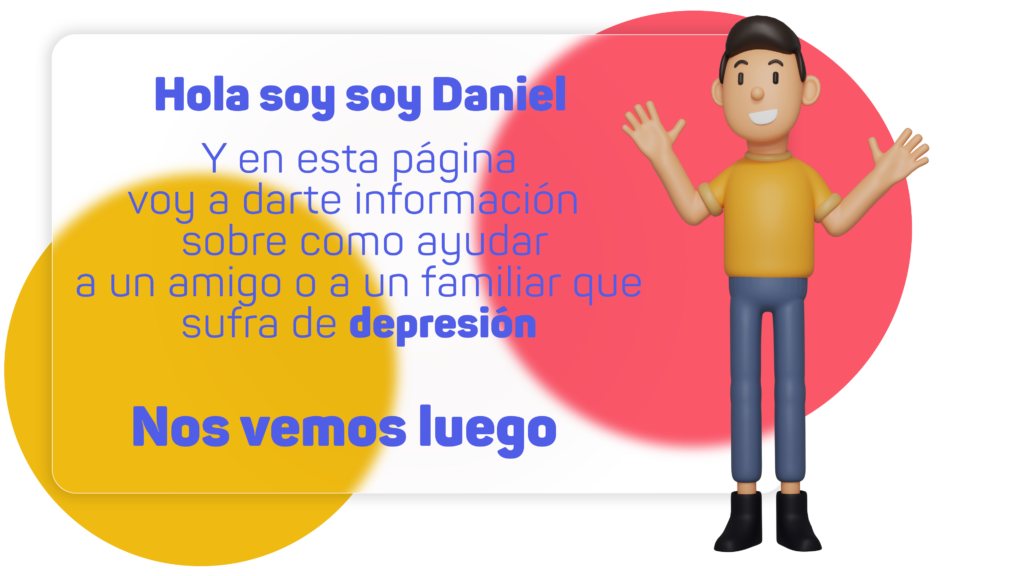 Hola soy soy Daniel
Y en esta página
voy a darte información
sobre como ayudar
a un amigo o a un familiar que
sufra de depresión
Nos vemos luego